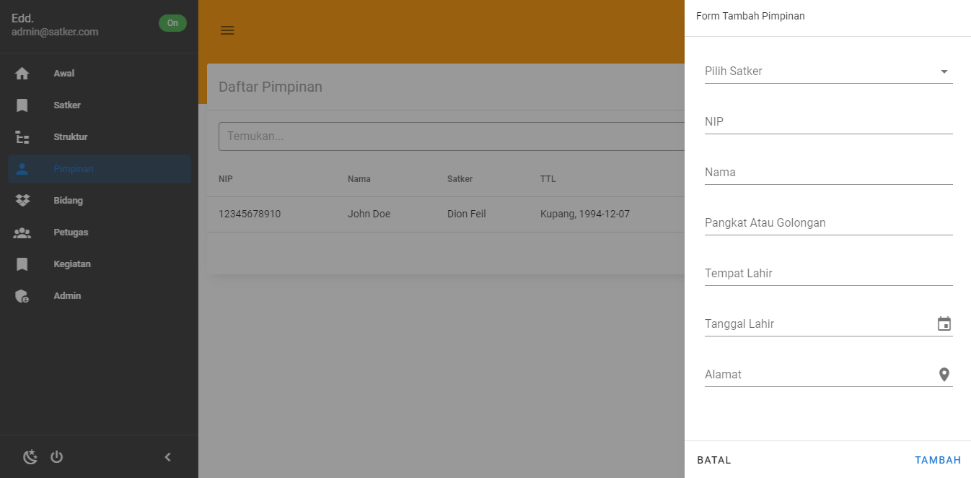 Edd.
admin@satker.com
On
Awal
Satker
Struktur
Pimpinan
Bidang
Petugas
Kegiatan
Admin
Daftar Pimpinan
Temukan...
NIP Nama Satker TTL
12345678910 John Doe Dion Feil Kupang, 1994-12-07
Form Tambah Pimpinan
Pilih Satker
NIP
Nama
Pangkat Atau Golongan
Tempat Lahir
Tanggal Lahir
Alamat
BATAL TAMBAH